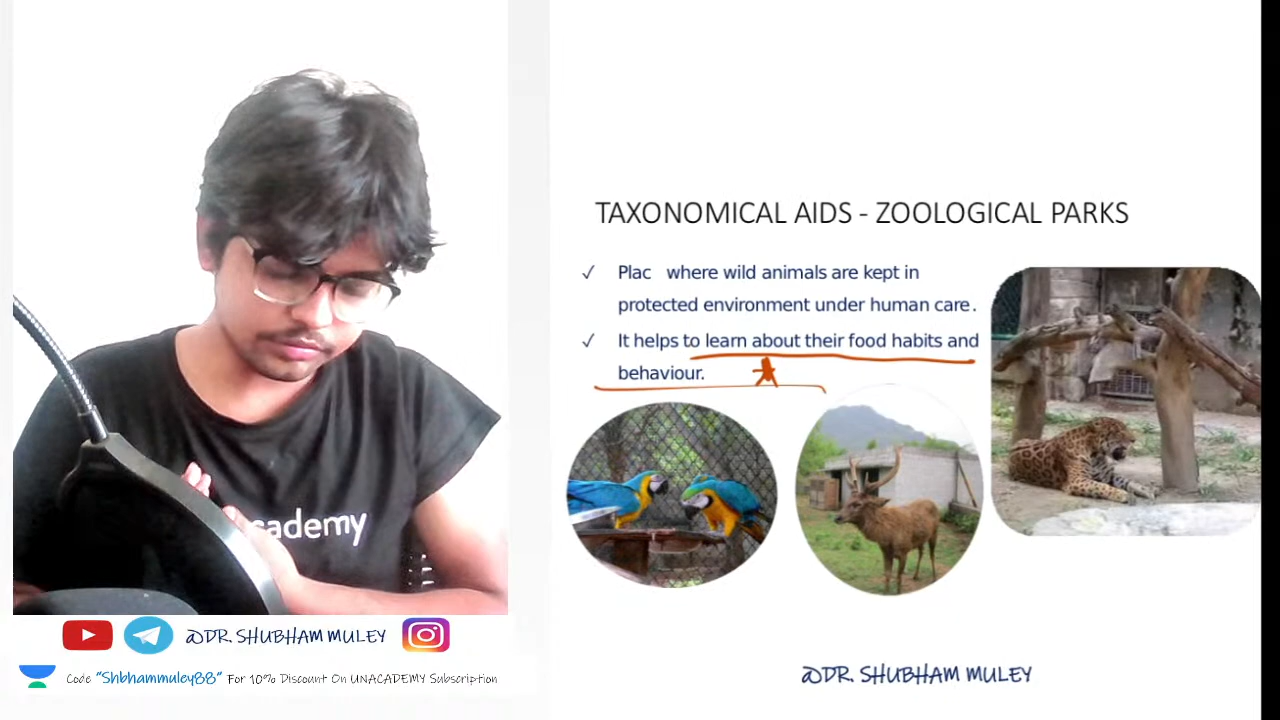 cademy
@DR. SHUBHAM MULEY
Code "Shbhammuley88" For 10% Discount On UNACADEMY Subscription
TAXONOMICAL AIDS - ZOOLOGICAL PARKS
✓ Plac where wild animals are kept in
protected environment under human care.
✓ It helps to learn about their food habits and
behaviour.
@DR. SHUBHAM MULEY